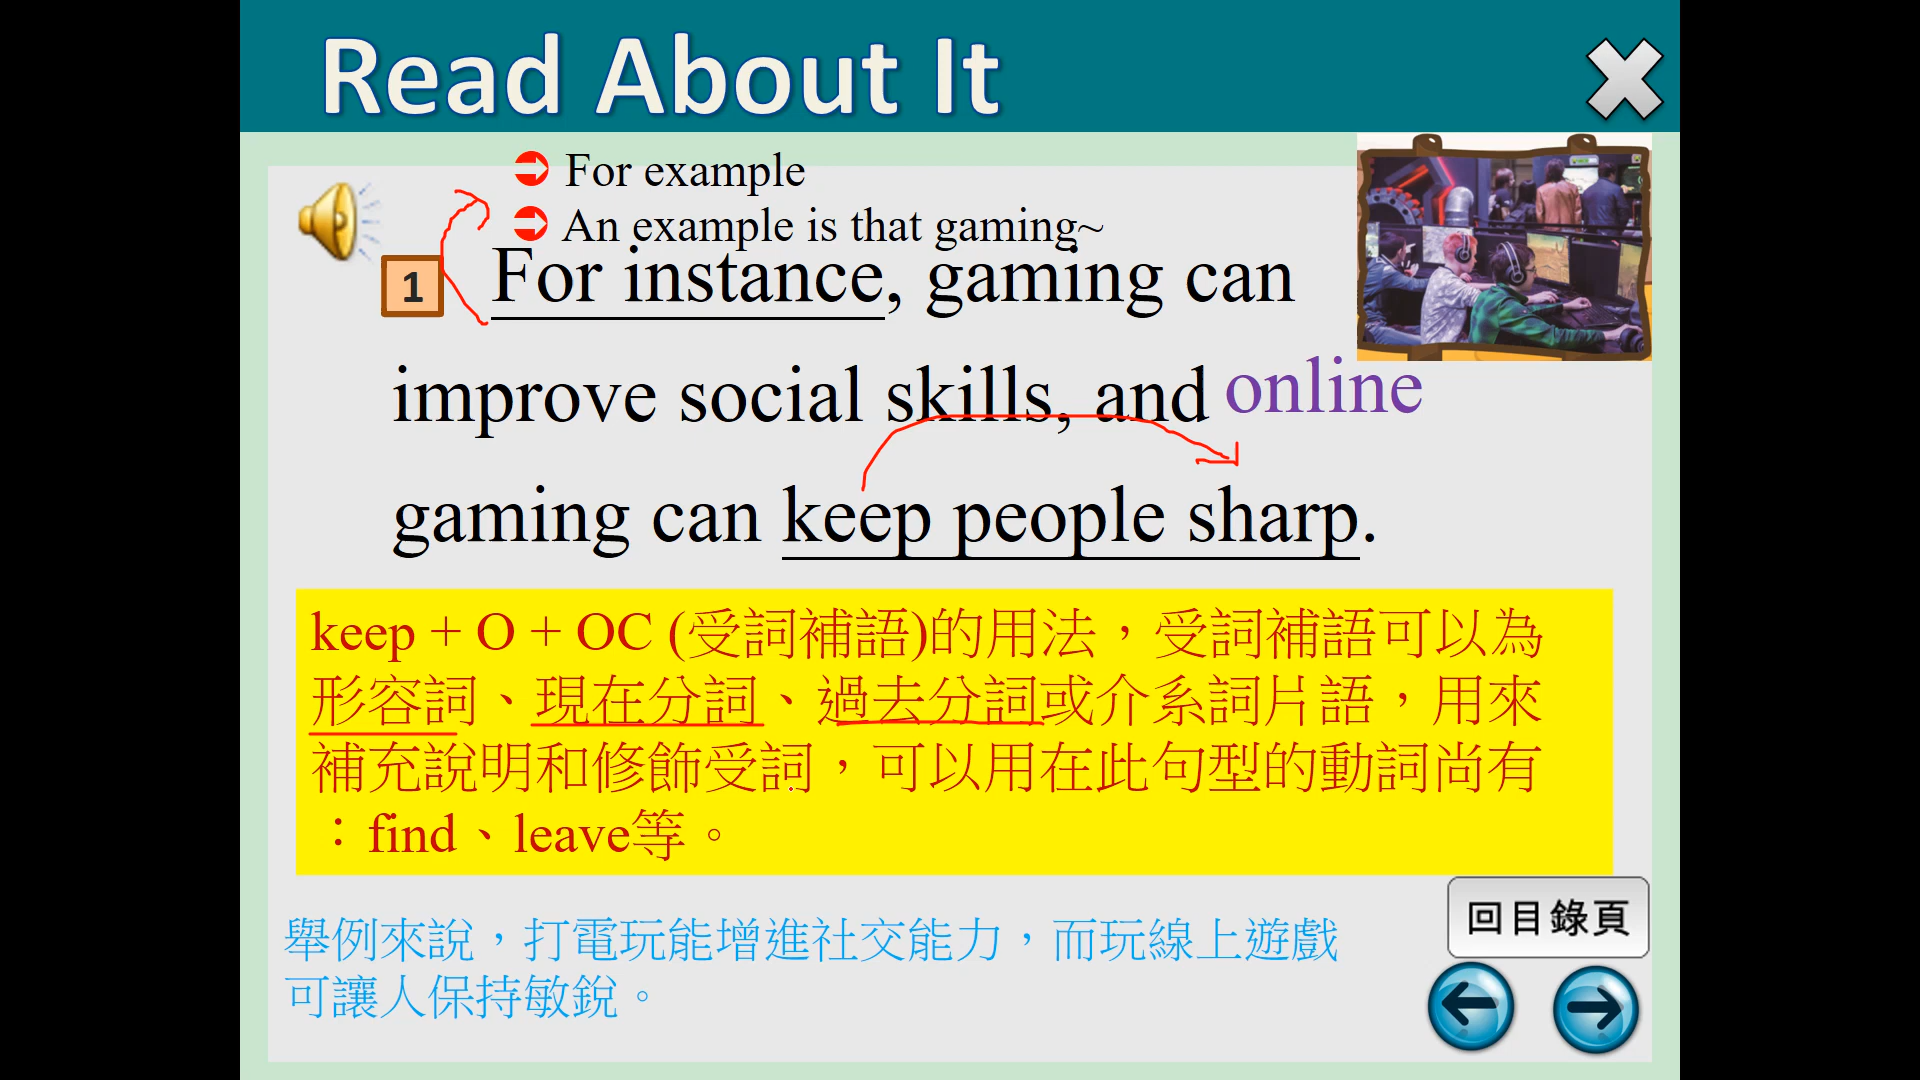 Read About It
For example
An example is that gaming~
1
For instance, gaming can
improve social skills, and online
gaming can keep people sharp.
keep + O + OC (受詞補語)的用法，受詞補語可以為
形容詞、現在分詞、過去分詞或介系詞片語，用來
補充說明和修飾受詞，可以用在此句型的動詞尚有
：find、leave等。
舉例來說，打電玩能增進社交能力，而玩線上遊戲
可讓人保持敏銳。
回目錄頁